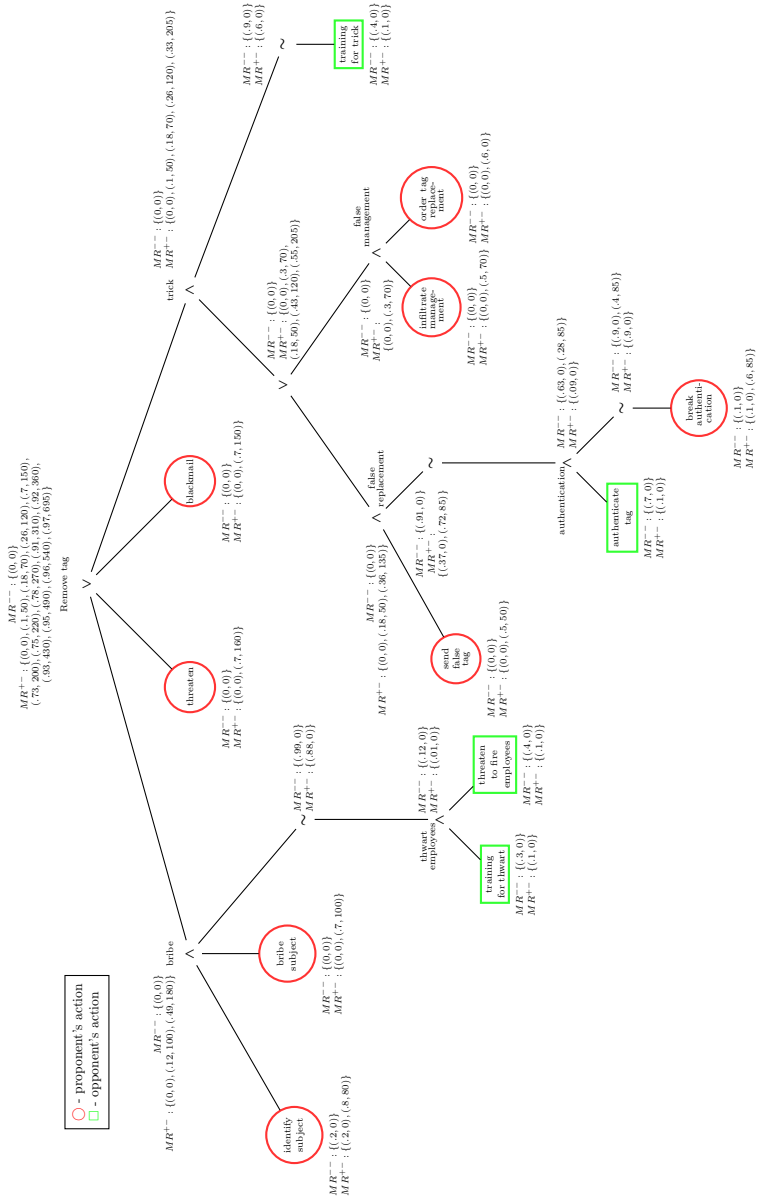 MR⁻⁻ : {(0, 0)}
MR⁺⁻ : {(0, 0), (.1, 50), (.18, 70), (.26, 120), (.7, 150),
(.73, 200), (.75, 220), (.78, 270), (.91, 310), (.92, 360),
(.93, 430), (.95, 490), (.96, 540), (.97, 695)}
Remove tag
∨
○ - proponent's action
□ - opponent's action
MR⁻⁻ : {(0, 0)}
MR⁺⁻ : {(0, 0), (.12, 100), (.49, 180)}
bribe
∧
threaten
MR⁻⁻ : {(0, 0)}
MR⁺⁻ : {(0, 0), (.7, 160)}
blackmail
MR⁻⁻ : {(0, 0)}
MR⁺⁻ : {(0, 0), (.7, 150)}
MR⁻⁻ : {(0, 0)}
MR⁺⁻ : {(0, 0), (.1, 50), (.18, 70), (.26, 120), (.33, 205)}
trick
∧
identify
subject
MR⁻⁻ : {(.2, 0)}
MR⁺⁻ : {(.2, 0), (.8, 80)}
bribe
subject
MR⁻⁻ : {(0, 0)}
MR⁺⁻ : {(0, 0), (.7, 100)}
MR⁻⁻ : {(.99, 0)}
MR⁺⁻ : {(.88, 0)}
∼
MR⁻⁻ : {(0, 0)}
MR⁺⁻ : {(0, 0), (.3, 70),
(.18, 50), (.43, 120), (.55, 205)}
∨
MR⁻⁻ : {(.9, 0)}
MR⁺⁻ : {(.6, 0)}
∼
training
for trick
MR⁻⁻ : {(.4, 0)}
MR⁺⁻ : {(.1, 0)}
thwart
employees
∧
MR⁻⁻ : {(.12, 0)}
MR⁺⁻ : {(.01, 0)}
MR⁻⁻ : {(0, 0)}
MR⁺⁻ : {(0, 0), (.18, 50), (.36, 135)}
false
replacement
∧
MR⁻⁻ : {(0, 0)}
MR⁺⁻ :
{(0, 0), (.3, 70)}
false
management
∧
training
for thwart
MR⁻⁻ : {(.3, 0)}
MR⁺⁻ : {(.1, 0)}
threaten
to fire
employees
MR⁻⁻ : {(.4, 0)}
MR⁺⁻ : {(.1, 0)}
send
false
tag
MR⁻⁻ : {(0, 0)}
MR⁺⁻ : {(0, 0), (.5, 50)}
MR⁻⁻ : {(.91, 0)}
MR⁺⁻ :
{(.37, 0), (.72, 85)}
∼
infiltrate
manage-
ment
MR⁻⁻ : {(0, 0)}
MR⁺⁻ : {(0, 0), (.5, 70)}
order tag
replace-
ment
MR⁻⁻ : {(0, 0)}
MR⁺⁻ : {(0, 0), (.6, 0)}
authentication
∧
MR⁻⁻ : {(.63, 0), (.28, 85)}
MR⁺⁻ : {(.09, 0)}
authenticate
tag
MR⁻⁻ : {(.7, 0)}
MR⁺⁻ : {(.1, 0)}
MR⁻⁻ : {(.9, 0), (.4, 85)}
MR⁺⁻ : {(.9, 0)}
∼
break
authenti-
cation
MR⁻⁻ : {(.1, 0)}
MR⁺⁻ : {(.1, 0), (.6, 85)}